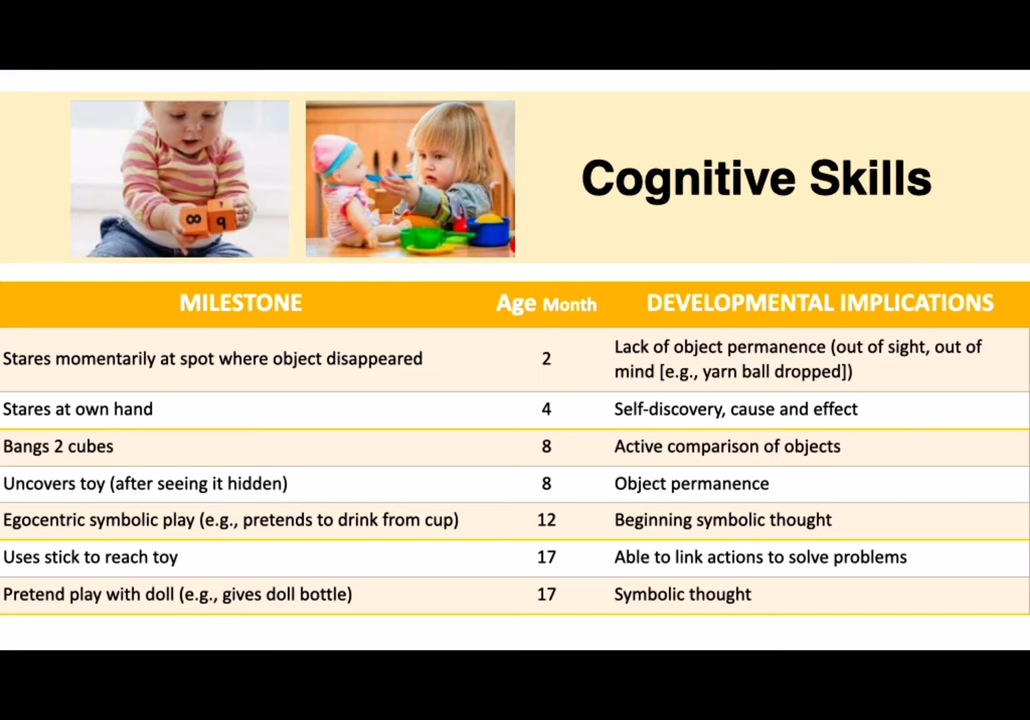 Cognitive Skills
MILESTONE Age Month DEVELOPMENTAL IMPLICATIONS
Stares momentarily at spot where object disappeared 2 Lack of object permanence (out of sight, out of
mind [e.g., yarn ball dropped])
Stares at own hand 4 Self-discovery, cause and effect
Bangs 2 cubes 8 Active comparison of objects
Uncovers toy (after seeing it hidden) 8 Object permanence
Egocentric symbolic play (e.g., pretends to drink from cup) 12 Beginning symbolic thought
Uses stick to reach toy 17 Able to link actions to solve problems
Pretend play with doll (e.g., gives doll bottle) 17 Symbolic thought